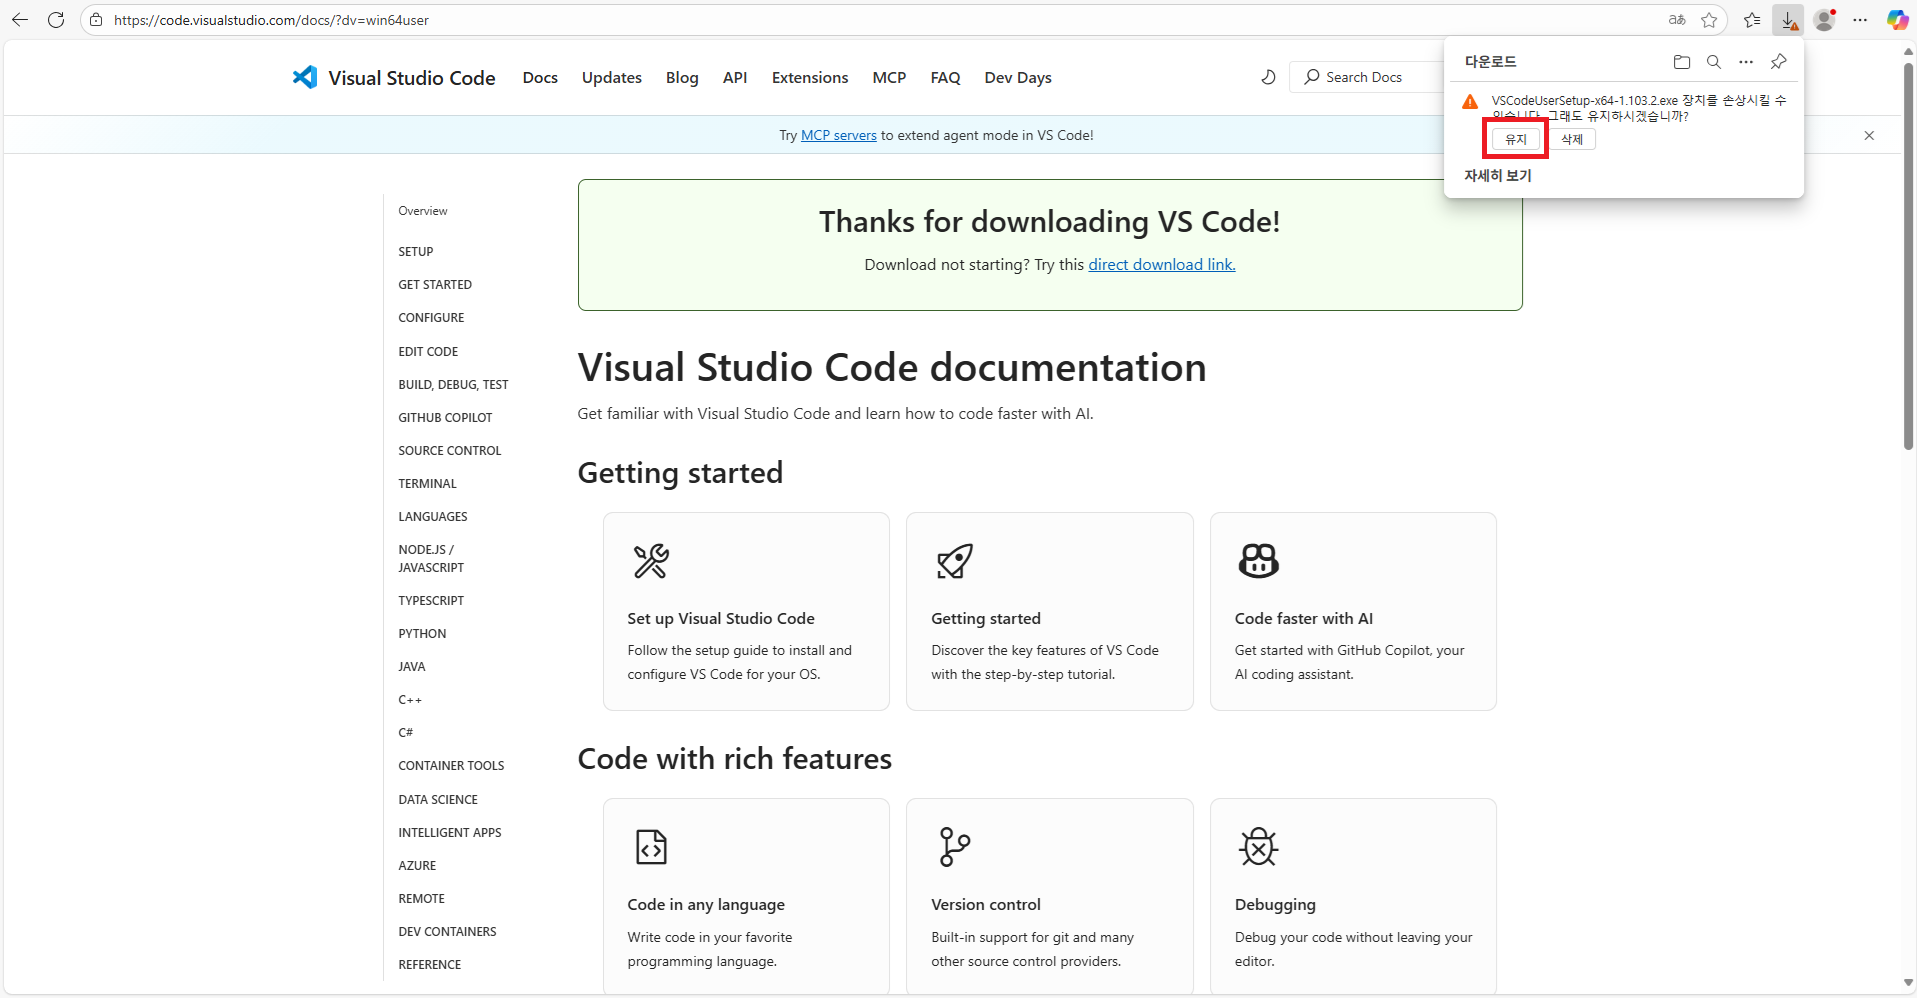 https://code.visualstudio.com/docs/?dv=win64user
aあ
Visual Studio Code
Docs
Updates
Blog
API
Extensions
MCP
FAQ
Dev Days
Search Docs
다운로드
VSCodeUserSetup-x64-1.103.2.exe 장치를 손상시킬 수
있습니다. 그래도 유지하시겠습니까?
유지
삭제
자세히 보기
Try MCP servers to extend agent mode in VS Code!
Overview
SETUP
GET STARTED
CONFIGURE
EDIT CODE
BUILD, DEBUG, TEST
GITHUB COPILOT
SOURCE CONTROL
TERMINAL
LANGUAGES
NODE.JS /
JAVASCRIPT
TYPESCRIPT
PYTHON
JAVA
C++
C#
CONTAINER TOOLS
DATA SCIENCE
INTELLIGENT APPS
AZURE
REMOTE
DEV CONTAINERS
REFERENCE
Thanks for downloading VS Code!
Download not starting? Try this direct download link.
Visual Studio Code documentation
Get familiar with Visual Studio Code and learn how to code faster with AI.
Getting started
Set up Visual Studio Code
Follow the setup guide to install and
configure VS Code for your OS.
Getting started
Discover the key features of VS Code
with the step-by-step tutorial.
Code faster with AI
Get started with GitHub Copilot, your
AI coding assistant.
Code with rich features
Code in any language
Write code in your favorite
programming language.
Version control
Built-in support for git and many
other source control providers.
Debugging
Debug your code without leaving your
editor.